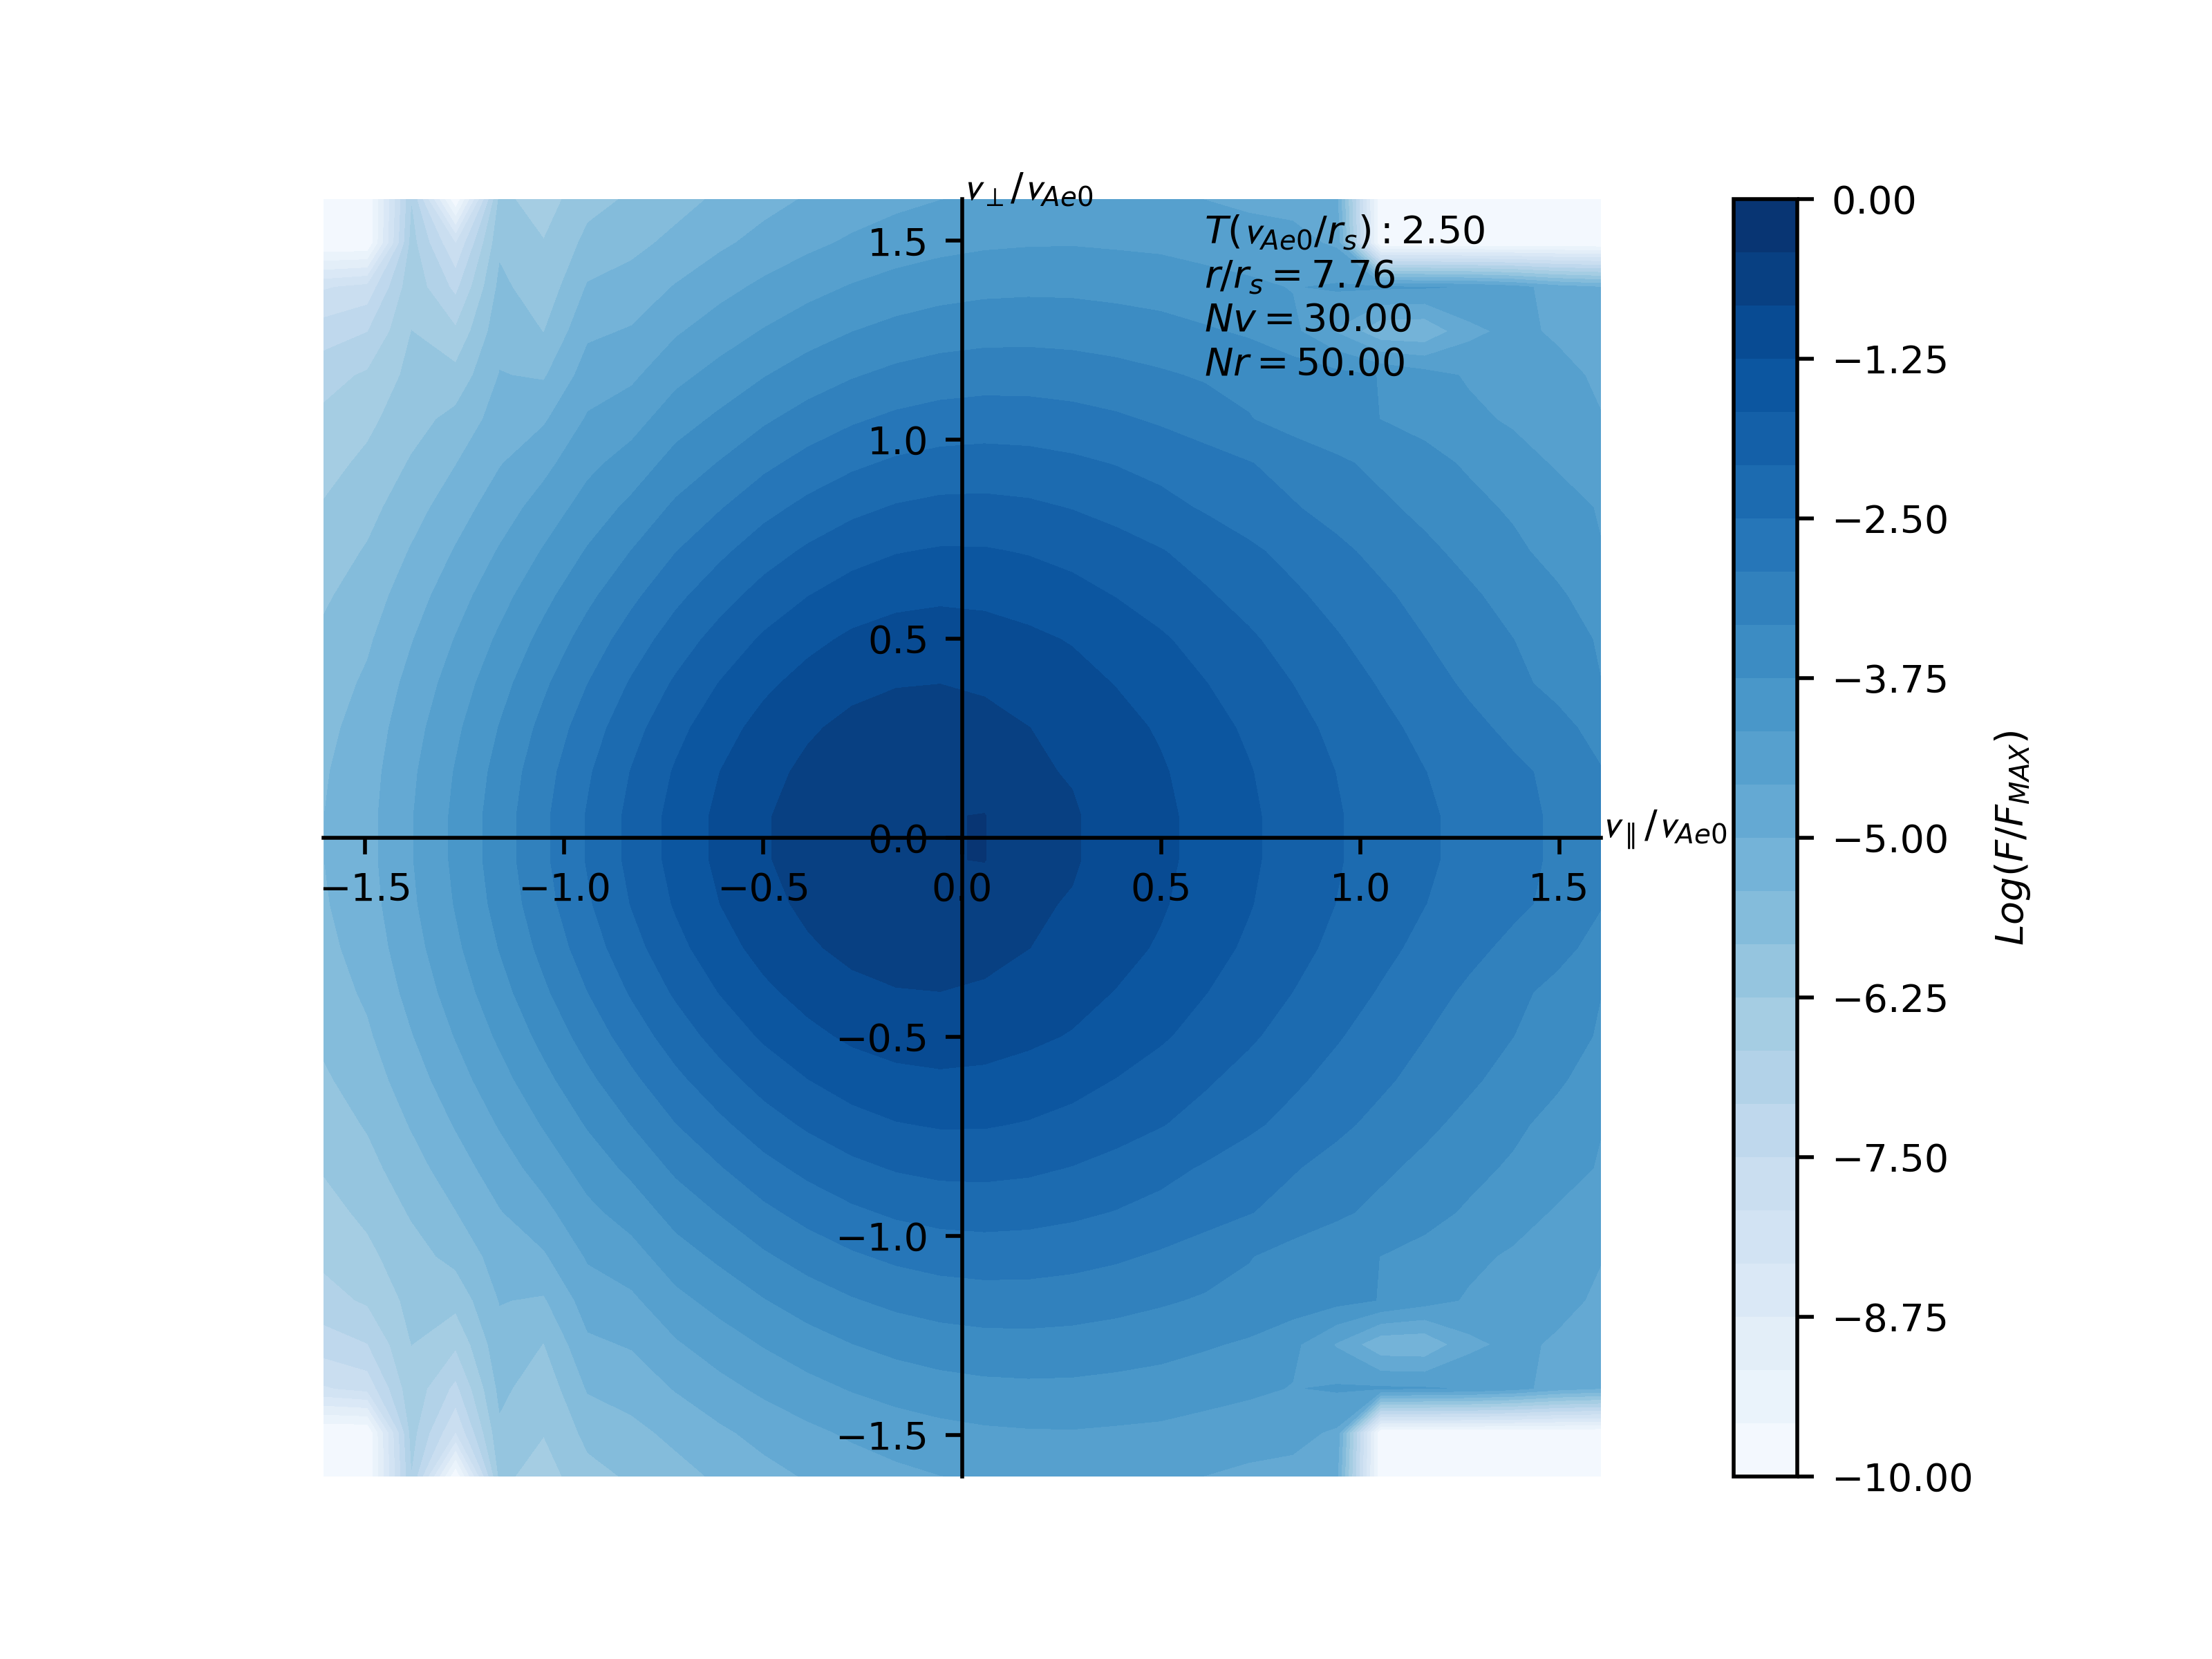 v⊥/vAe0
T(vAe0/rs):2.50
r/rs=7.76
Nv=30.00
Nr=50.00
1.5
1.0
0.5
0.0
−0.5
−1.0
−1.5
−1.5 −1.0 −0.5 0.0 0.5 1.0 1.5
v∥/vAe0
0.00
−1.25
−2.50
−3.75
−5.00
−6.25
−7.50
−8.75
−10.00
Log(F/FMAX)